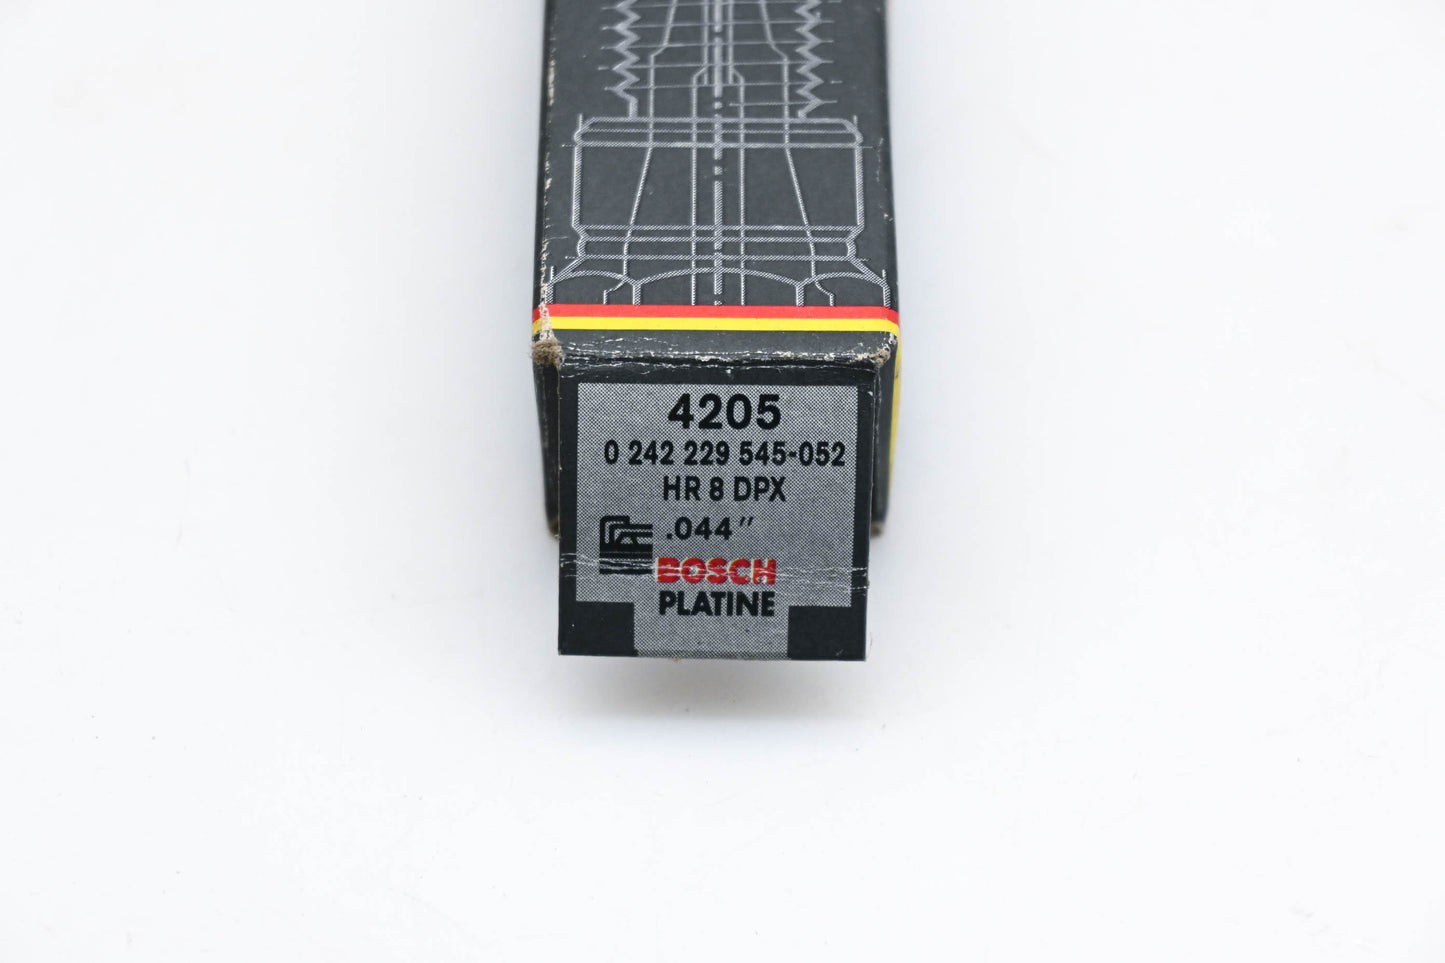 4205
0 242 229 545-052
HR 8 DPX
.044"
BOSCH
PLATINE